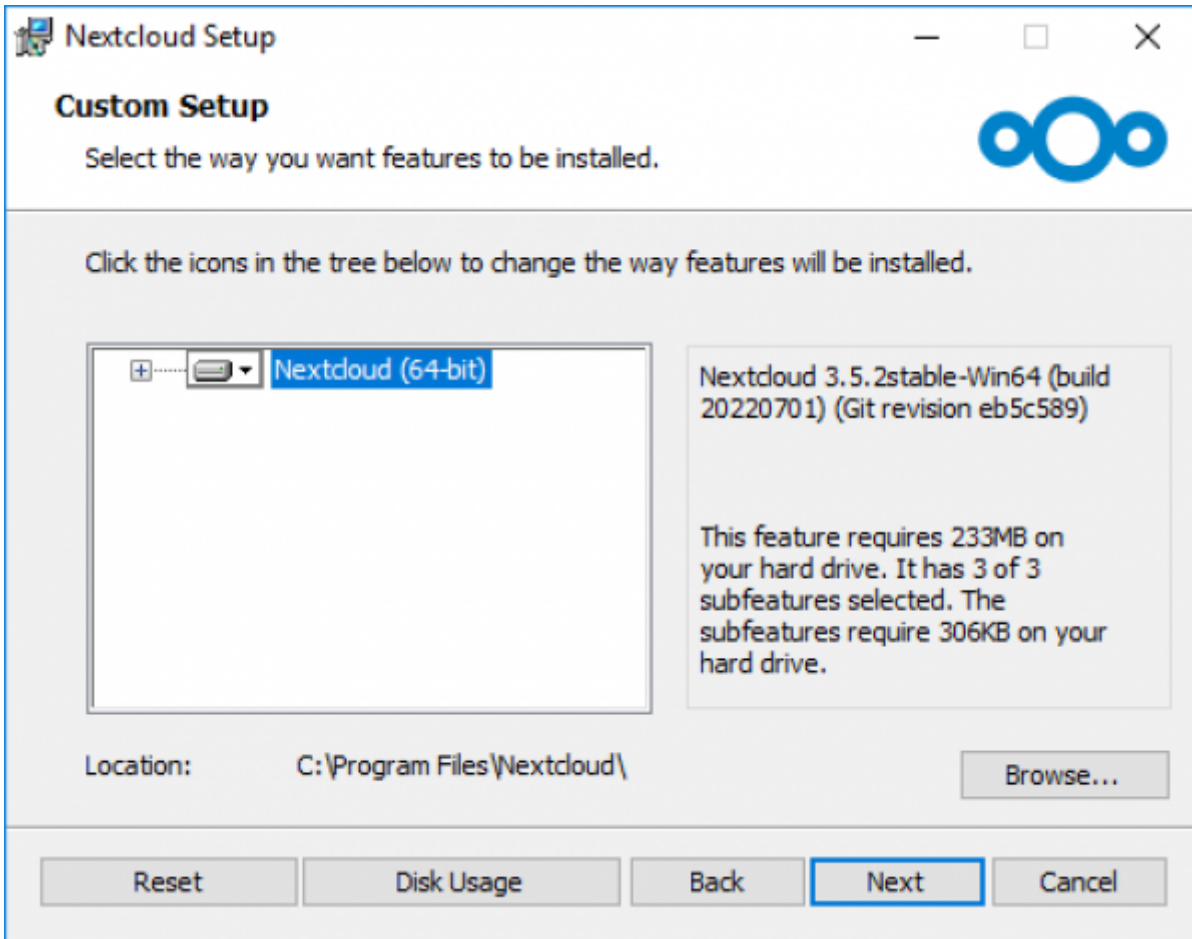 Nextcloud Setup
Custom Setup
Select the way you want features to be installed.
Click the icons in the tree below to change the way features will be installed.
Nextcloud (64-bit)
Nextcloud 3.5.2stable-Win64 (build
20220701) (Git revision eb5c589)
This feature requires 233MB on
your hard drive. It has 3 of 3
subfeatures selected. The
subfeatures require 306KB on your
hard drive.
Location: C:\Program Files\Nextcloud\
Browse...
Reset Disk Usage Back Next Cancel